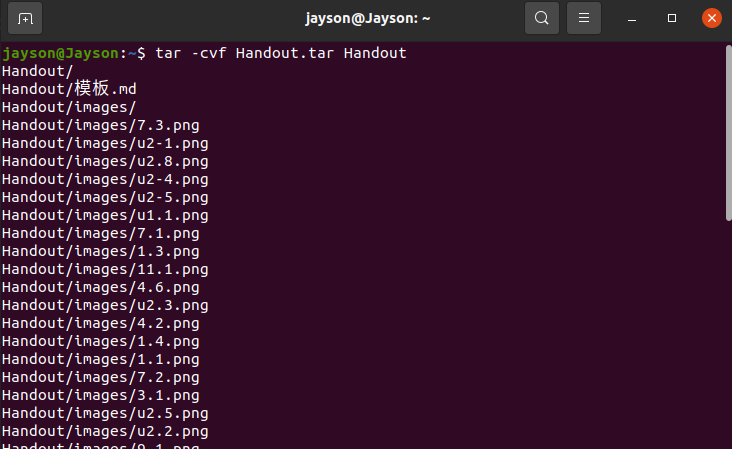 jayson@Jayson: ~
jayson@Jayson:~$ tar -cvf Handout.tar Handout
Handout/
Handout/模板.md
Handout/images/
Handout/images/7.3.png
Handout/images/u2-1.png
Handout/images/u2.8.png
Handout/images/u2-4.png
Handout/images/u2-5.png
Handout/images/u1.1.png
Handout/images/7.1.png
Handout/images/1.3.png
Handout/images/11.1.png
Handout/images/4.6.png
Handout/images/u2.3.png
Handout/images/4.2.png
Handout/images/1.4.png
Handout/images/1.1.png
Handout/images/7.2.png
Handout/images/3.1.png
Handout/images/u2.5.png
Handout/images/u2.2.png
Handout/images/9.1.png